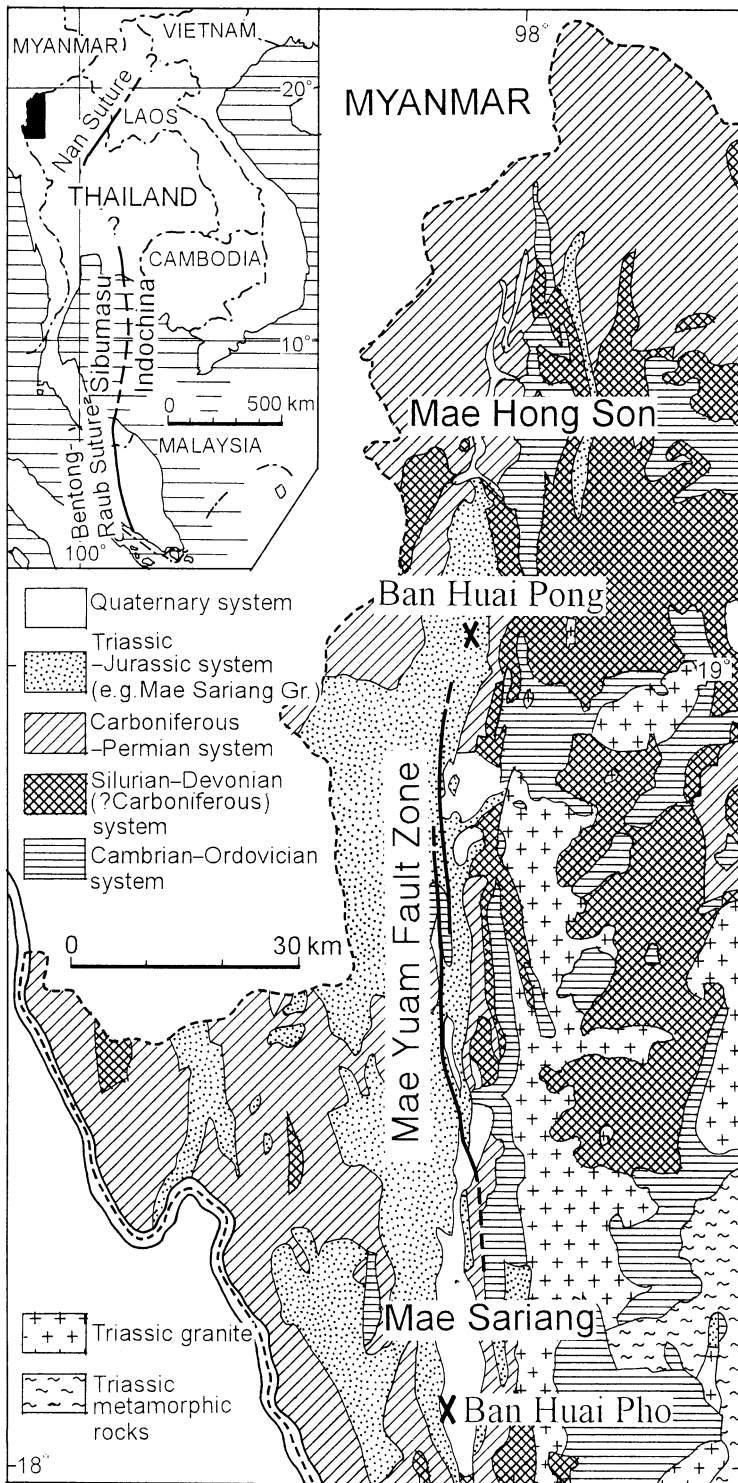 98°
MYANMAR
VIETNAM
?
20°
LAOS
Nan Suture
THAILAND
?
CAMBODIA
Sibumasu
Indochina
10°
0 500 km
MALAYSIA
Bentong-
Raub Suture
?
100°
MYANMAR
Mae Hong Son
Ban Huai Pong
X
19°
Quaternary system
Triassic
–Jurassic system
(e.g.Mae Sariang Gr.)
Carboniferous
–Permian system
Silurian–Devonian
(?Carboniferous)
system
Cambrian–Ordovician
system
0 30 km
Mae Yuam Fault Zone
Mae Sariang
X Ban Huai Pho
Triassic granite
Triassic
metamorphic
rocks
18°